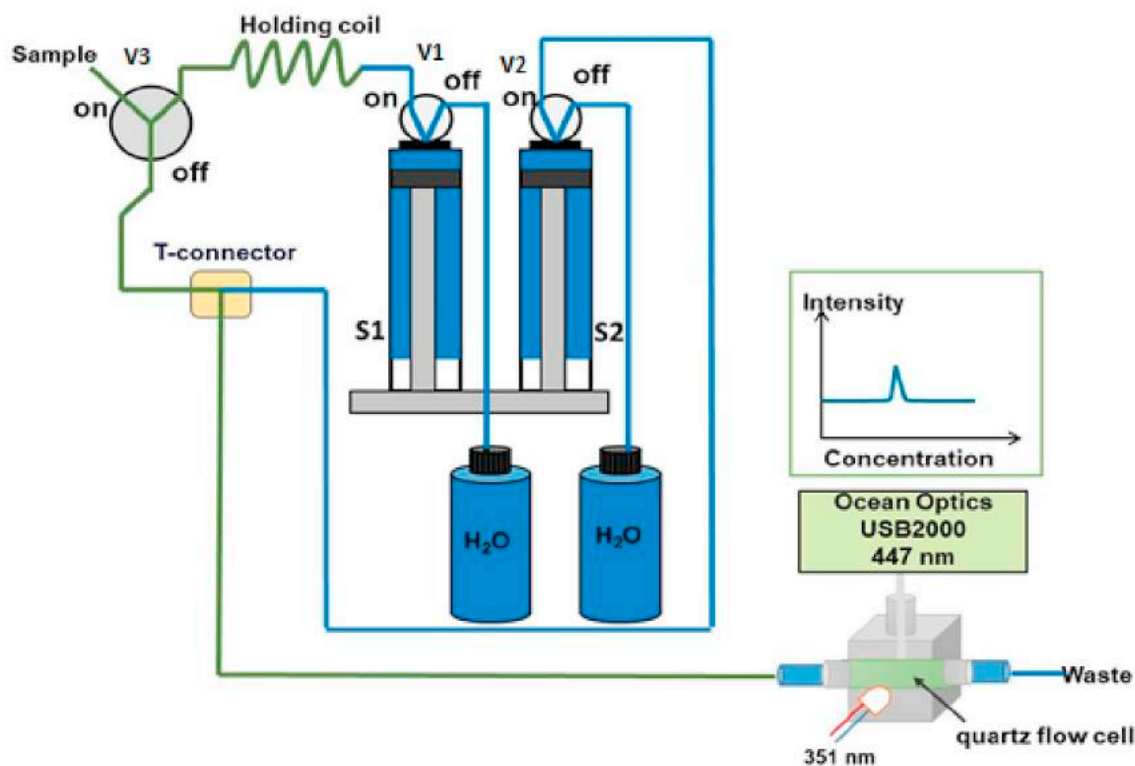 Holding coil
Sample
V3
V1
V2
off
off
on
on
on
off
T-connector
S1
S2
Intensity
Concentration
H₂O
H₂O
Ocean Optics
USB2000
447 nm
Waste
quartz flow cell
351 nm